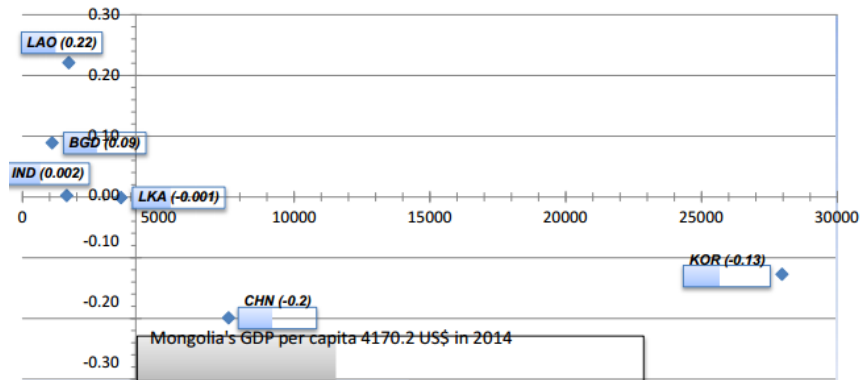 0.30
LAO (0.22)
0.20
0.10
BGD (0.09)
IND (0.002)
0.00
LKA (-0.001)
0 5000 10000 15000 20000 25000 30000
-0.10
KOR (-0.13)
CHN (-0.2)
-0.20
Mongolia's GDP per capita 4170.2 US$ in 2014
-0.30